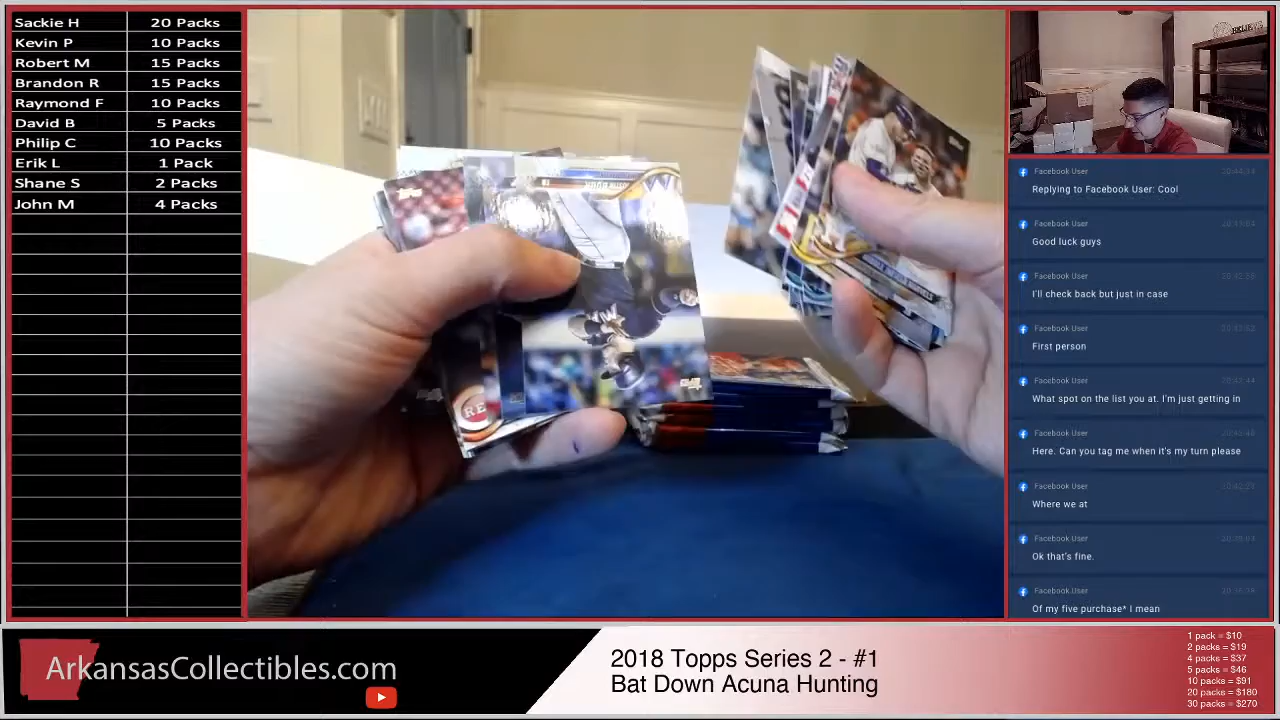 Sackie H 20 Packs
Kevin P 10 Packs
Robert M 15 Packs
Brandon R 15 Packs
Raymond F 10 Packs
David B 5 Packs
Philip C 10 Packs
Erik L 1 Pack
Shane S 2 Packs
John M 4 Packs
topps
RE
Facebook User
Replying to Facebook User: Cool
Facebook User
Good luck guys
Facebook User
I'll check back but just in case
Facebook User
First person
Facebook User
What spot on the list you at. I'm just getting in
Facebook User
Here. Can you tag me when it's my turn please
Facebook User
Where we at
Facebook User
Ok that's fine.
Facebook User
Of my five purchase* I mean
ArkansasCollectibles.com
2018 Topps Series 2 - #1
Bat Down Acuna Hunting
1 pack = $10
2 packs = $19
4 packs = $37
5 packs = $46
10 packs = $91
20 packs = $180
30 packs = $270